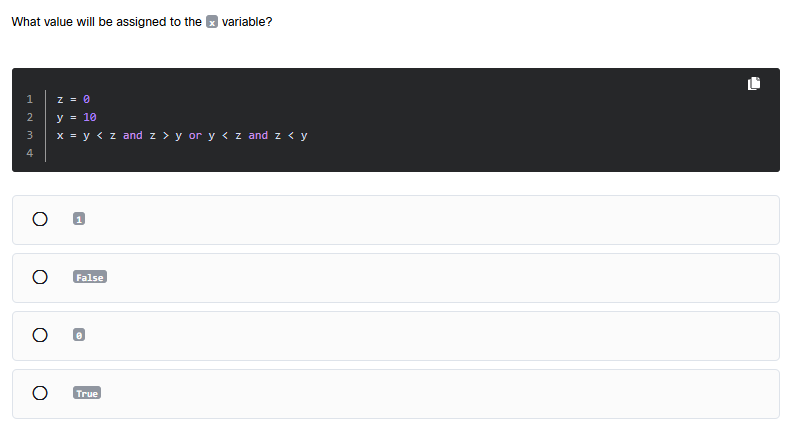 What value will be assigned to the x variable?
1 z = 0
2 y = 10
3 x = y < z and z > y or y < z and z < y
4
1
False
0
True